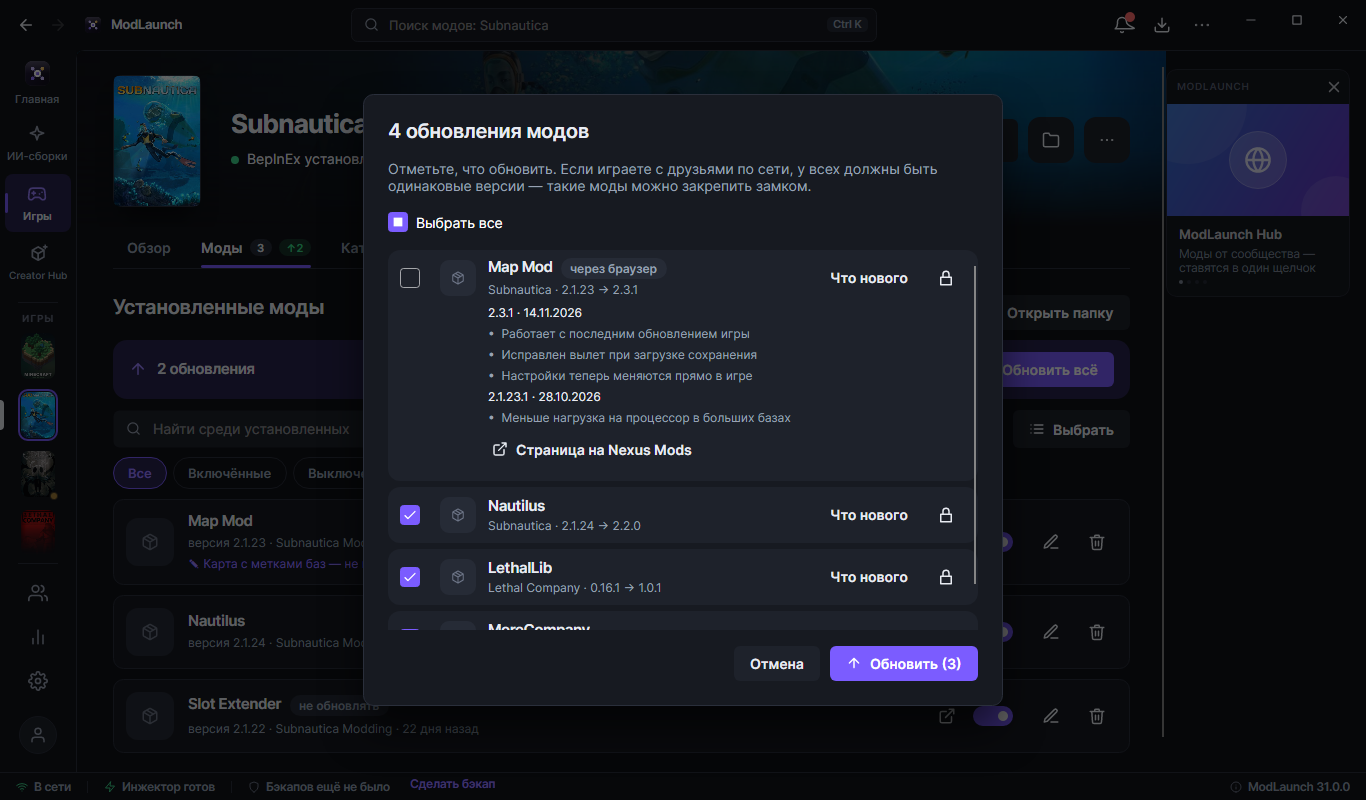 ModLaunch
Поиск модов: Subnautica
Ctrl K
Главная
ИИ-сборки
Игры
Creator Hub
ИГРЫ
SUBNAUTICA
Subnautica
Обзор
Моды 3 2
Установленные моды
Открыть папку
2 обновления
Обновить всё
Найти среди установленных
Выбрать
Все
Включённые
Map Mod
версия 2.1.23 · Subnautica
Карта с метками баз — не
Nautilus
версия 2.1.24 · Subnautica
Slot Extender
не обновлять
версия 2.1.22 · Subnautica Modding · 22 дня назад
4 обновления модов
Отметьте, что обновить. Если играете с друзьями по сети, у всех должны быть
одинаковые версии — такие моды можно закрепить замком.
Выбрать все
Map Mod через браузер
Subnautica · 2.1.23 → 2.3.1
Что нового
2.3.1 · 14.11.2026
• Работает с последним обновлением игры
• Исправлен вылет при загрузке сохранения
• Настройки теперь меняются прямо в игре
2.1.23.1 · 28.10.2026
• Меньше нагрузка на процессор в больших базах
Страница на Nexus Mods
Nautilus
Subnautica · 2.1.24 → 2.2.0
Что нового
LethalLib
Lethal Company · 0.16.1 → 1.0.1
Что нового
MoreCompany
Отмена
Обновить (3)
MODLAUNCH
ModLaunch Hub
Моды от сообщества —
ставятся в один щелчок
В сети
Инжектор готов
Бэкапов ещё не было
Сделать бэкап
ModLaunch 31.0.0